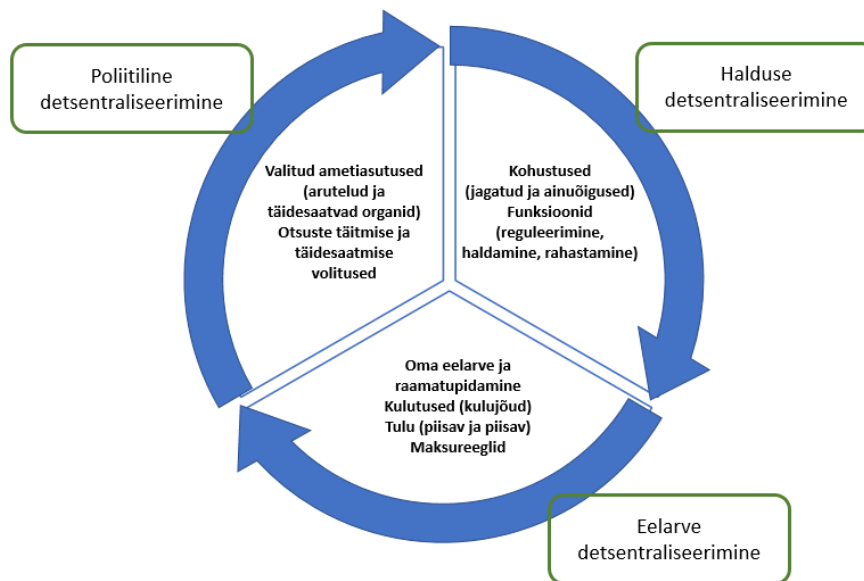 Poliitiline
detsentraliseerimine
Halduse
detsentraliseerimine
Valitud ametiasutused
(arutelud ja
täidesaatvad organid)
Otsuste täitmise ja
täidesaatmise
volitused
Kohustused
(jagatud ja ainuõigused)
Funksioonid
(reguleerimine,
haldamine, rahastamine)
Oma eelarve ja
raamatupidamine
Kulutused (kulujõud)
Tulu (piisav ja piisav)
Maksureeglid
Eelarve
detsentraliseerimine